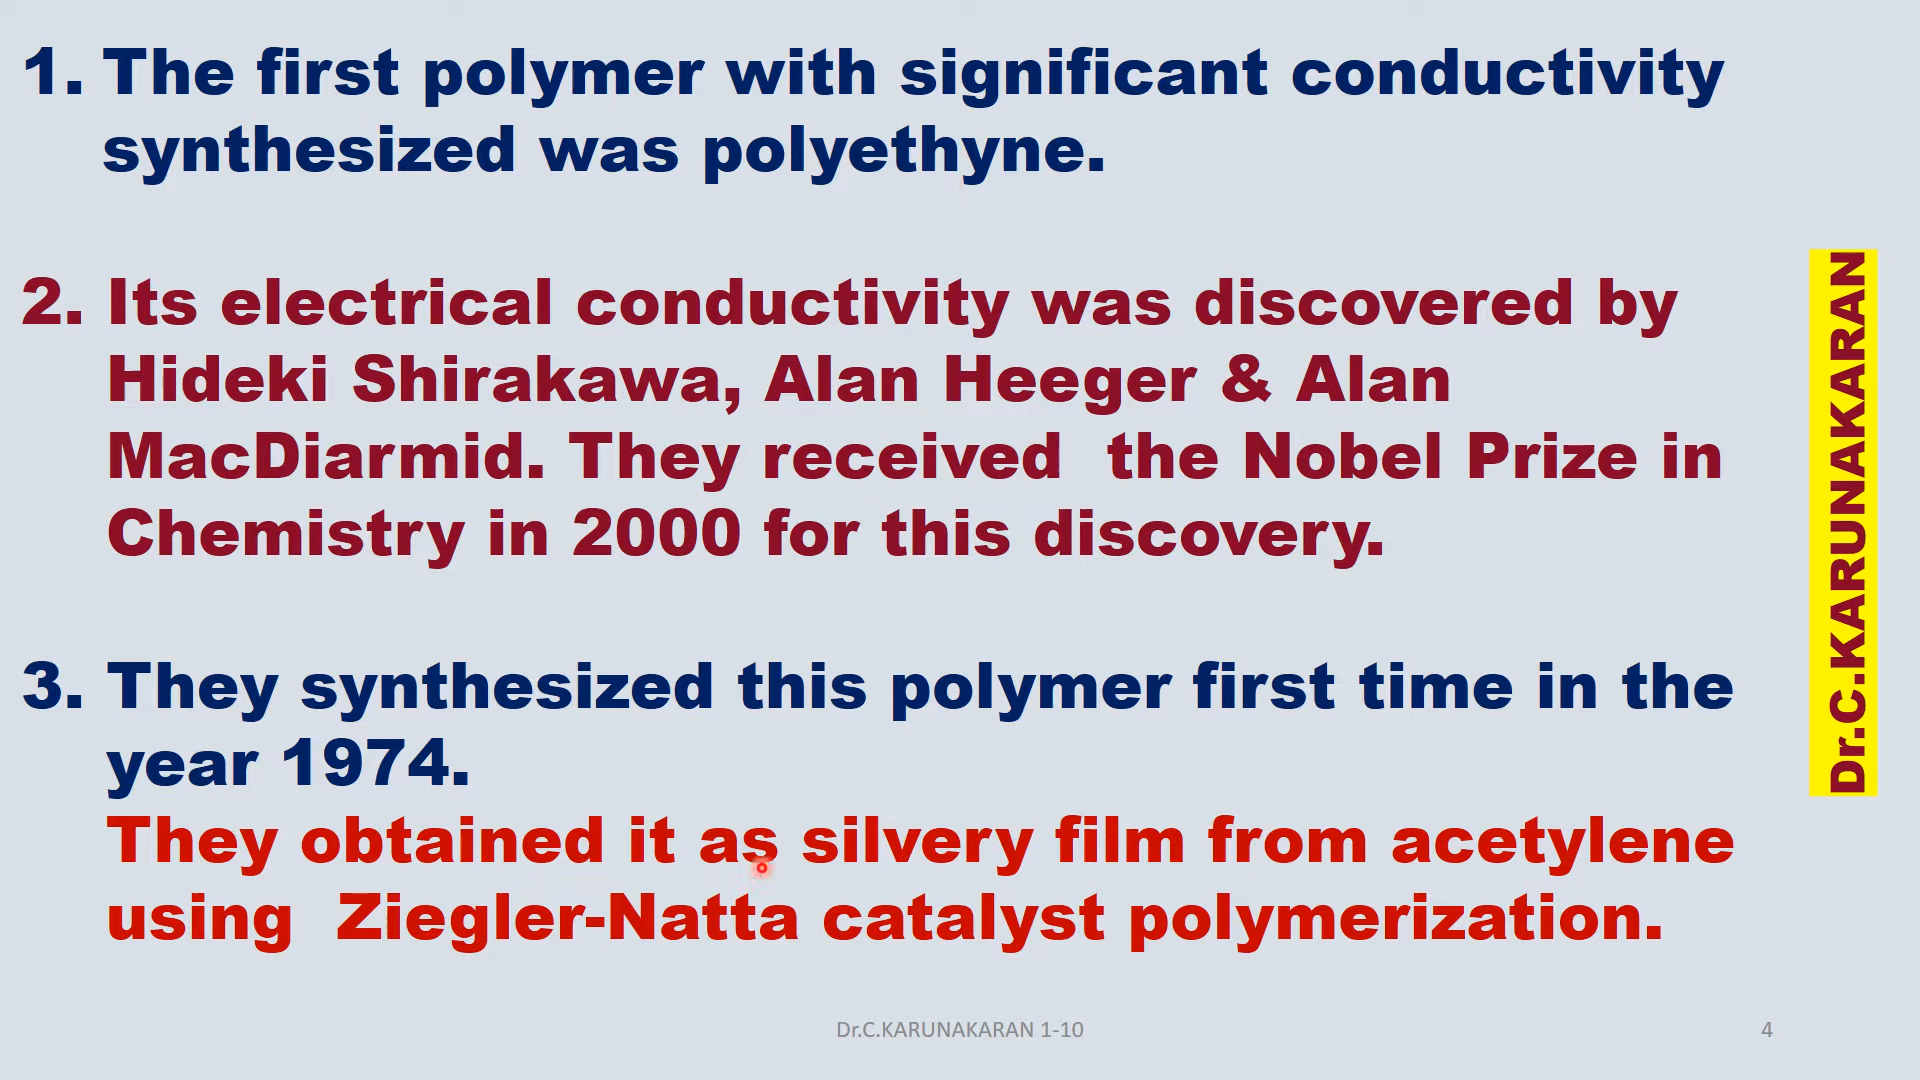 1. The first polymer with significant conductivity
synthesized was polyethyne.
2. Its electrical conductivity was discovered by
Hideki Shirakawa, Alan Heeger & Alan
MacDiarmid. They received  the Nobel Prize in
Chemistry in 2000 for this discovery.
3. They synthesized this polymer first time in the
year 1974.
They obtained it as silvery film from acetylene
using  Ziegler-Natta catalyst polymerization.
Dr.C.KARUNAKARAN
Dr.C.KARUNAKARAN 1-10
4